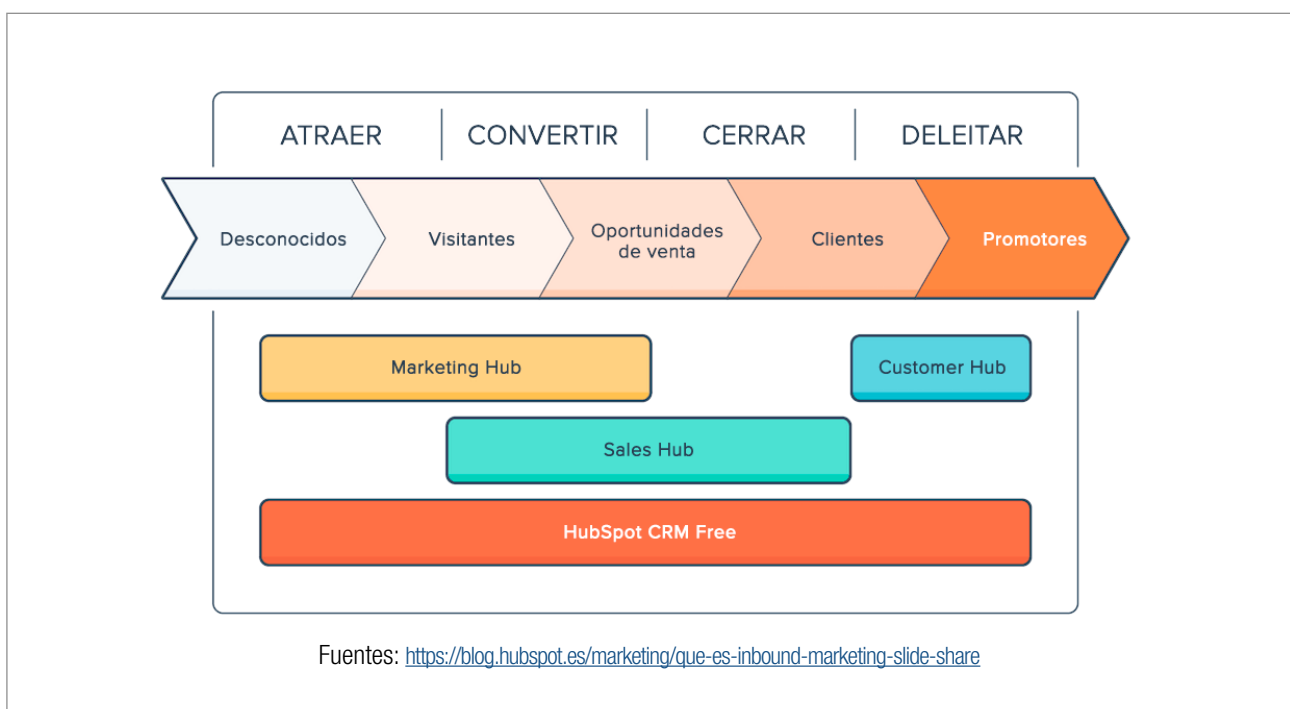 ATRAER
CONVERTIR
CERRAR
DELEITAR
Desconocidos
Visitantes
Oportunidades
de venta
Clientes
Promotores
Marketing Hub
Customer Hub
Sales Hub
HubSpot CRM Free
Fuentes: https://blog.hubspot.es/marketing/que-es-inbound-marketing-slide-share